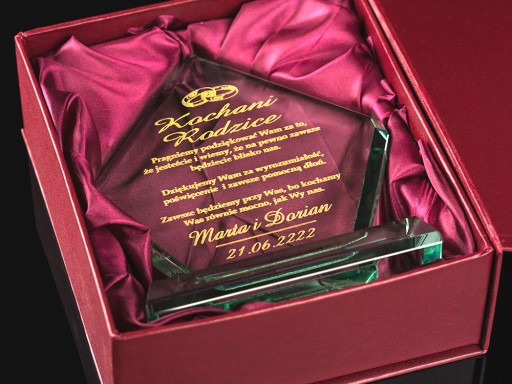 Kochani
Rodzice
Pragniemy podziękować Wam za to,
że jesteście i wiemy, że na pewno zawsze
będziecie blisko nas.
Dziękujemy Wam za wyrozumiałość,
poświęcenie i zawsze pomocną dłoń.
Zawsze będziemy przy Was, bo kochamy
Was równie mocno, jak Wy nas.
Marta i Dorian
21.06.2222